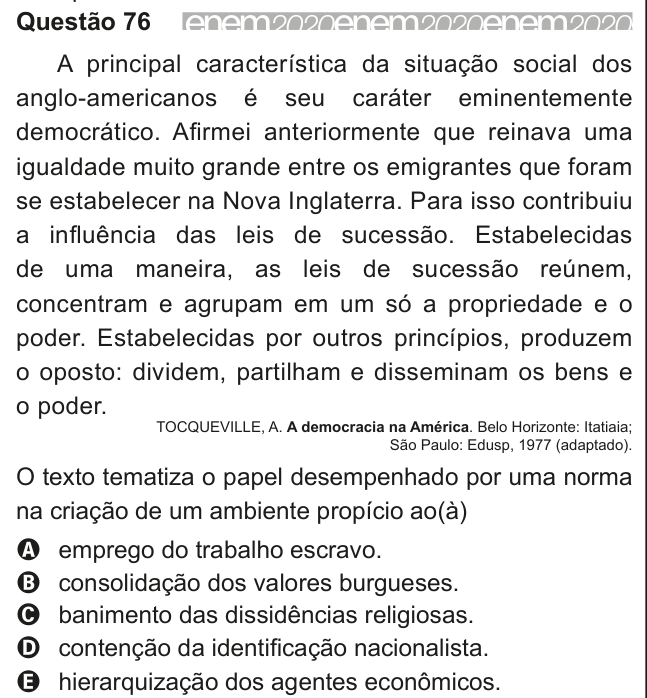 Questão 76 enem2020enem2020enem2020
A principal característica da situação social dos
anglo-americanos é seu caráter eminentemente
democrático. Afirmei anteriormente que reinava uma
igualdade muito grande entre os emigrantes que foram
se estabelecer na Nova Inglaterra. Para isso contribuiu
a influência das leis de sucessão. Estabelecidas
de uma maneira, as leis de sucessão reúnem,
concentram e agrupam em um só a propriedade e o
poder. Estabelecidas por outros princípios, produzem
o oposto: dividem, partilham e disseminam os bens e
o poder.
TOCQUEVILLE, A. A democracia na América. Belo Horizonte: Itatiaia;
São Paulo: Edusp, 1977 (adaptado).
O texto tematiza o papel desempenhado por uma norma
na criação de um ambiente propício ao(à)
A emprego do trabalho escravo.
B consolidação dos valores burgueses.
C banimento das dissidências religiosas.
D contenção da identificação nacionalista.
E hierarquização dos agentes econômicos.